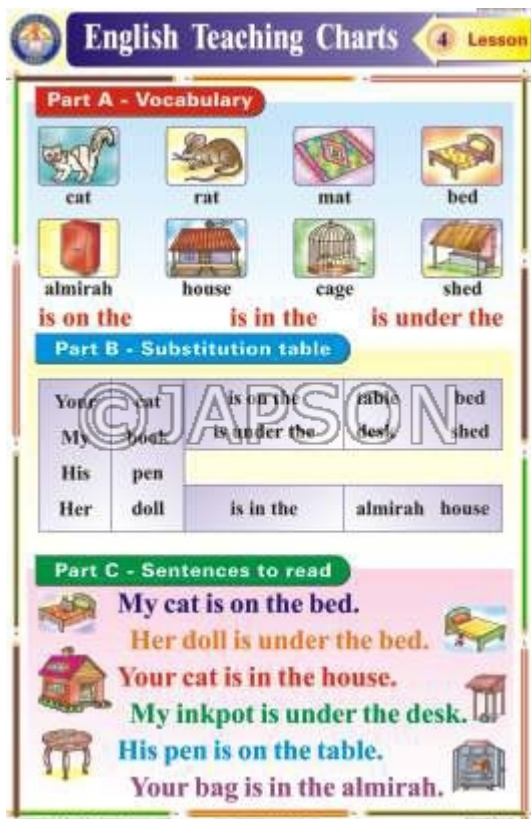 English Teaching Charts 4 Lesson
Part A - Vocabulary
cat rat mat bed
almirah house cage shed
is on the is in the is under the
Part B - Substitution table
Your cat is on the table bed
My book is under the desk shed
His pen
Her doll is in the almirah house
©JAPSON
Part C - Sentences to read
My cat is on the bed.
Her doll is under the bed.
Your cat is in the house.
My inkpot is under the desk.
His pen is on the table.
Your bag is in the almirah.